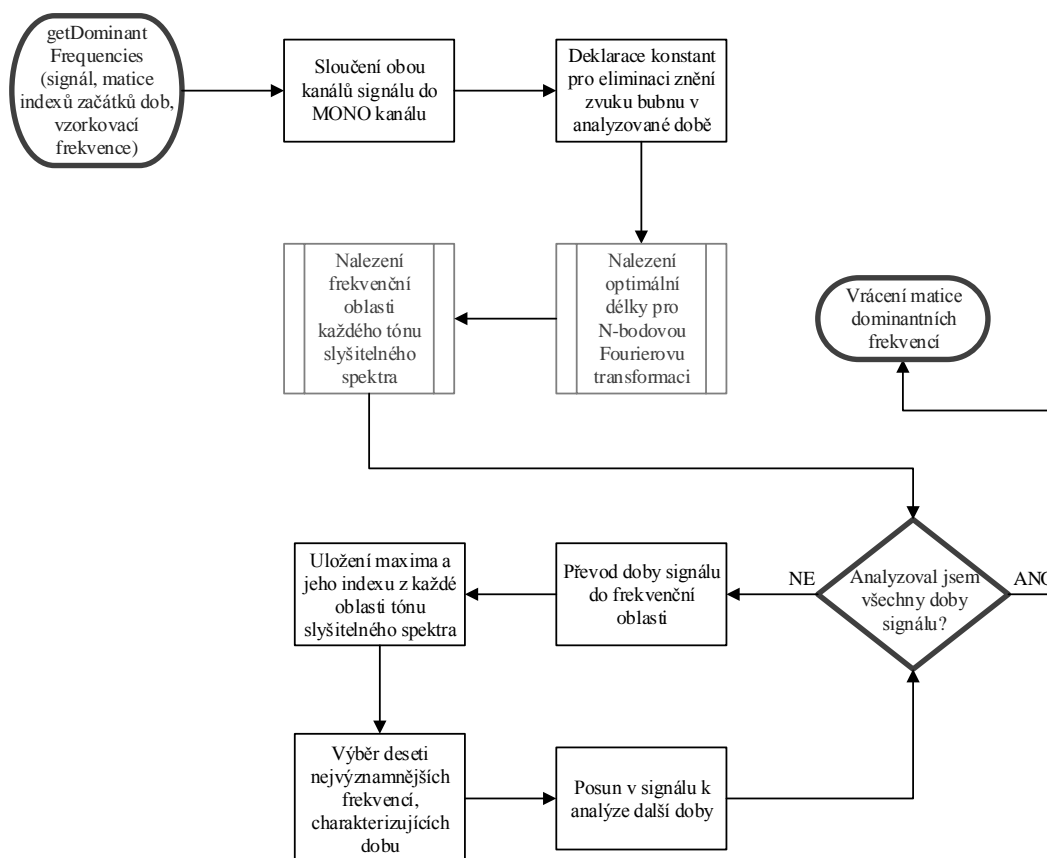 getDominant
Frequencies
(signál, matice
indexů začátků dob,
vzorkovací
frekvence)
Sloučení obou
kanálů signálu do
MONO kanálu
Deklarace konstant
pro eliminaci znění
zvuku bubnu v
analyzované době
Nalezení
optimální
délky pro
N-bodovou
Fourierovu
transformaci
Nalezení
frekvenční
oblasti
každého tónu
slyšitelného
spektra
Vrácení matice
dominantních
frekvencí
Analyzoval jsem
všechny doby
signálu?
NE
ANO
Převod doby signálu
do frekvenční
oblasti
Uložení maxima a
jeho indexu z každé
oblasti tónu
slyšitelného spektra
Výběr deseti
nejvýznamnějších
frekvencí,
charakterizujících
dobu
Posun v signálu k
analýze další doby